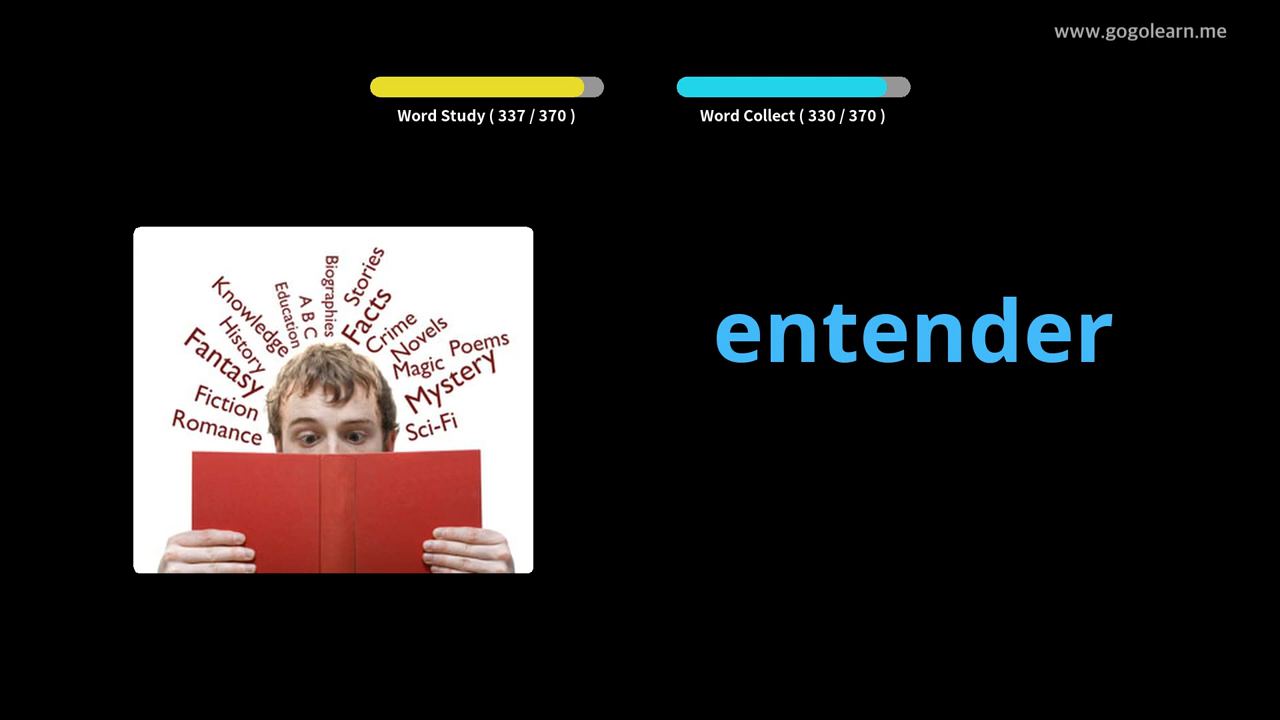 www.gogolearn.me
Word Study ( 337 / 370 )
Word Collect ( 330 / 370 )
Romance
Fiction
Fantasy
History
Knowledge
Education
A B C
Biographies
Stories
Facts
Crime
Novels
Magic
Poems
Mystery
Sci-Fi
entender